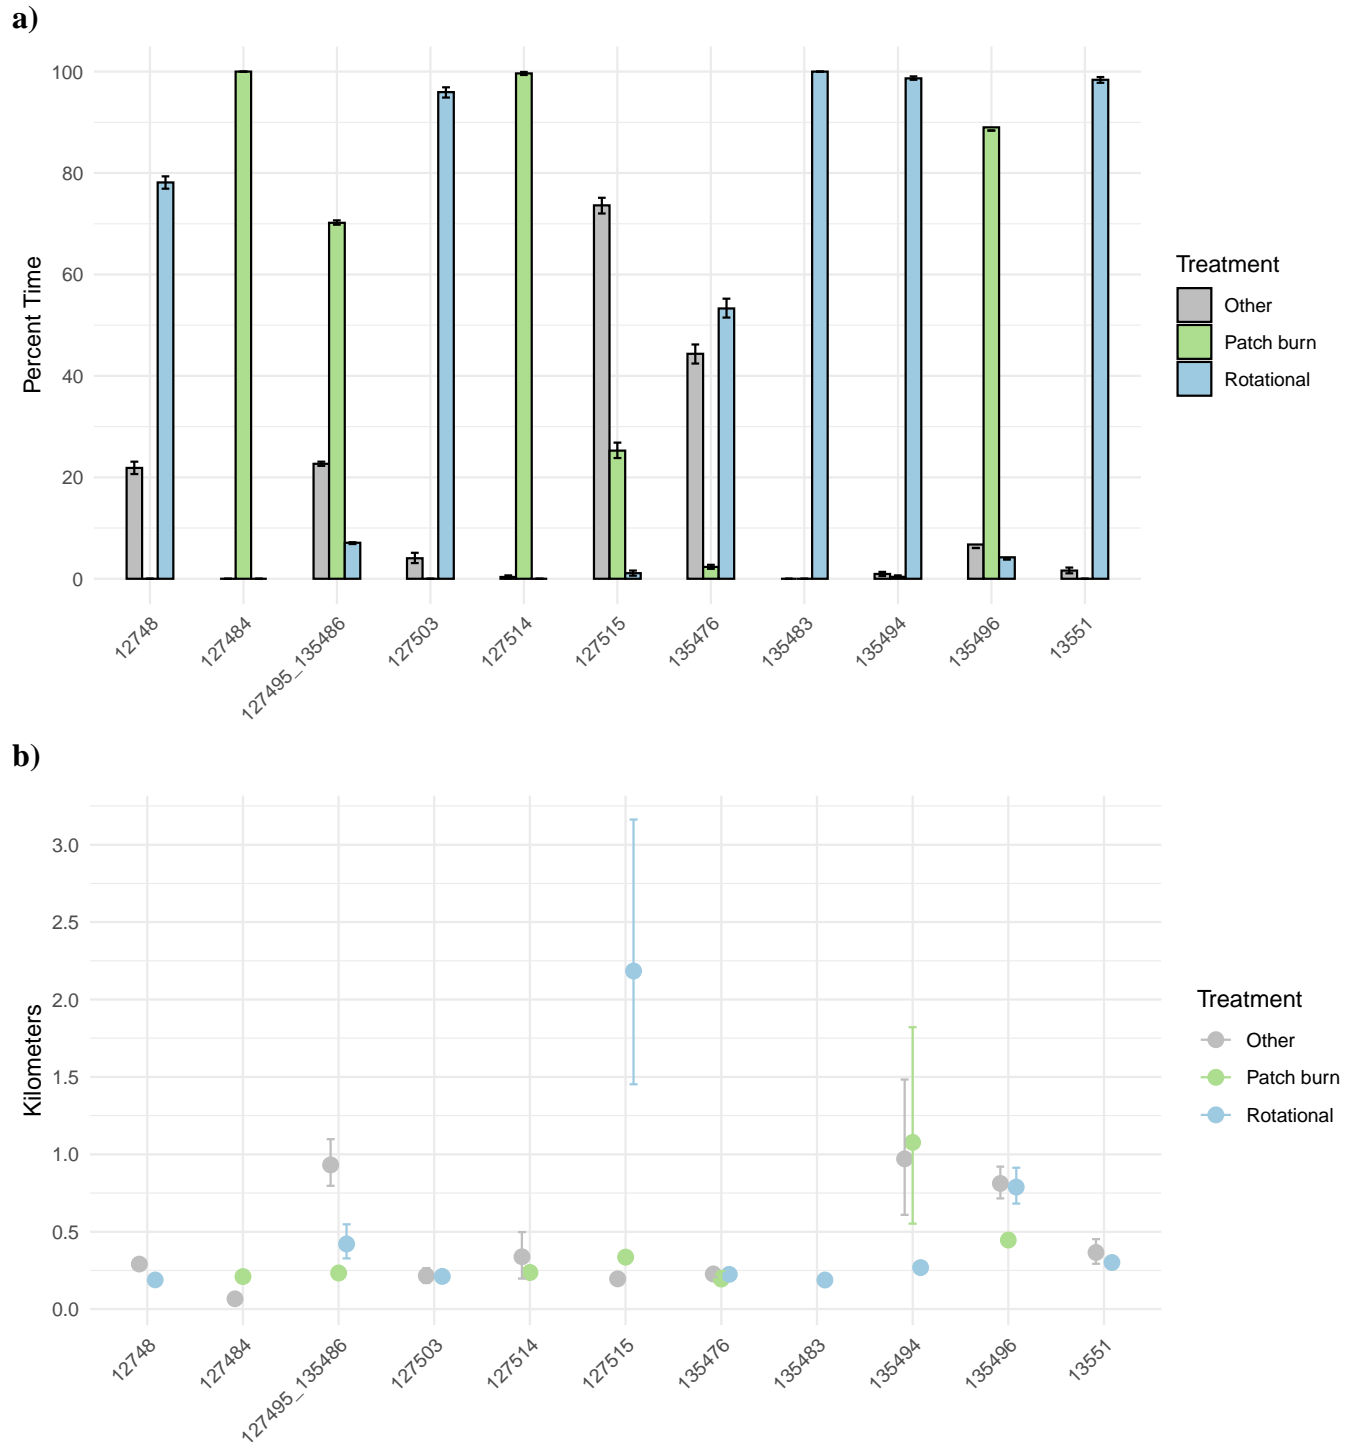 a)
100
80
60
40
20
0
Percent Time
12748
127484
127495_135486
127503
127514
127515
135476
135483
135494
135496
13551
Treatment
Other
Patch burn
Rotational
b)
3.0
2.5
2.0
1.5
1.0
0.5
0.0
Kilometers
12748
127484
127495_135486
127503
127514
127515
135476
135483
135494
135496
13551
Treatment
Other
Patch burn
Rotational